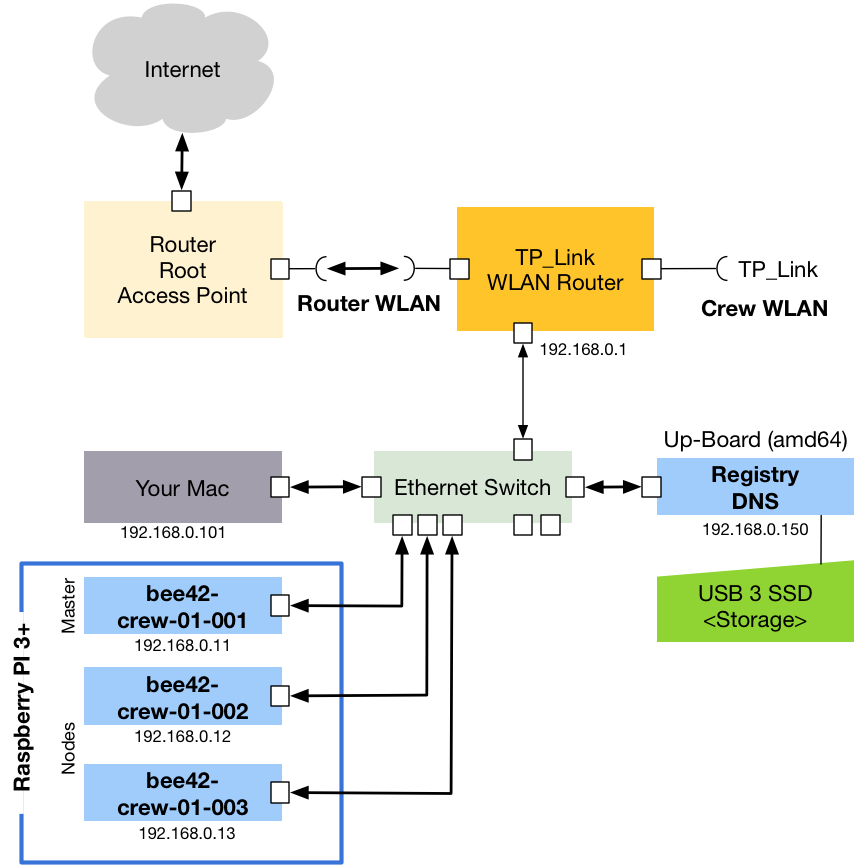 Internet
Router
Root
Access Point
Router WLAN
TP_Link
WLAN Router
192.168.0.1
TP_Link
Crew WLAN
Your Mac
192.168.0.101
Ethernet Switch
Up-Board (amd64)
Registry
DNS
192.168.0.150
USB 3 SSD
<Storage>
Raspberry PI 3+
Master
bee42-
crew-01-001
192.168.0.11
Nodes
bee42-
crew-01-002
192.168.0.12
bee42-
crew-01-003
192.168.0.13